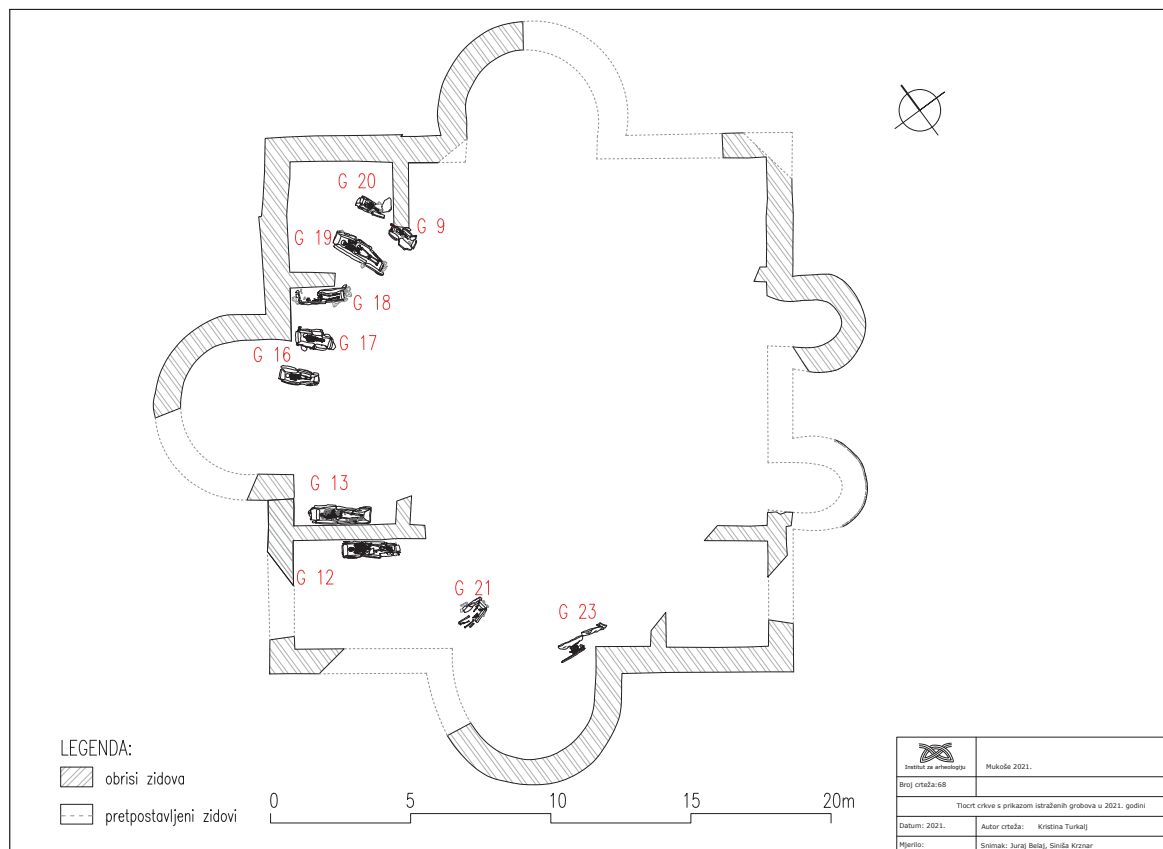 G 20
G 9
G 19
G 18
G 17
G 16
G 13
G 12
G 21
G 23
LEGENDA:
obrisi zidova
pretpostavljeni zidovi
0 5 10 15 20m
Institut za arheologiju
Mukoše 2021.
Broj crteža:68
Tlocrt crkve s prikazom istraženih grobova u 2021. godini
Datum: 2021.
Autor crteža: Kristina Turkalj
Mjerilo:
Snimak: Juraj Belaj, Siniša Krznar